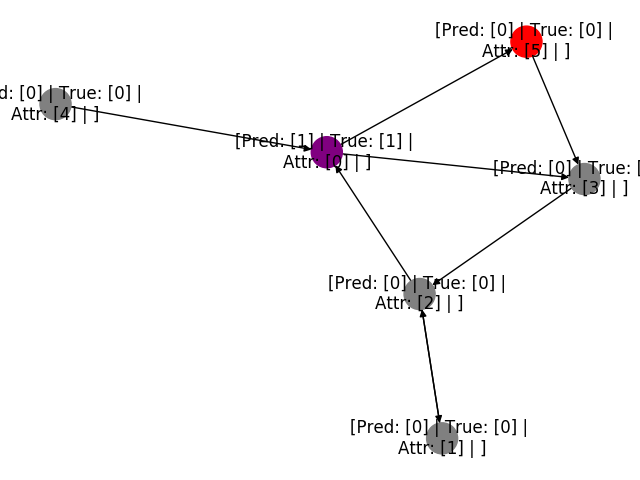 [Pred: [0] | True: [0] |
Attr: [5] | ]
d: [0] | True: [0] |
Attr: [4] | ]
[Pred: [1] | True: [1] |
Attr: [0] | ]
[Pred: [0] | True: [
Attr: [3] | ]
[Pred: [0] | True: [0] |
Attr: [2] | ]
[Pred: [0] | True: [0] |
Attr: [1] | ]